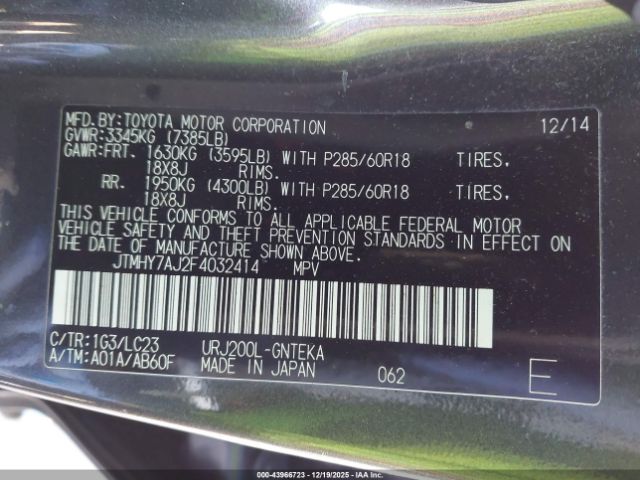 MFD.BY:TOYOTA MOTOR CORPORATION 12/14
GVWR:3345KG (7385LB)
GAWR:FRT. 1630KG (3595LB) WITH P285/60R18 TIRES,
18X8J RIMS.
RR. 1950KG (4300LB) WITH P285/60R18 TIRES,
18X8J RIMS.
THIS VEHICLE CONFORMS TO ALL APPLICABLE FEDERAL MOTOR
VEHICLE SAFETY AND THEFT PREVENTION STANDARDS IN EFFECT ON
THE DATE OF MANUFACTURE SHOWN ABOVE.
JTMHY7AJ2F4032414 MPV
C/TR:1G3/LC23 URJ200L-GNTEKA
A/TM:A01A/AB60F MADE IN JAPAN 062 E
© 43966723 - 12/19/2025 - IAAI.COM